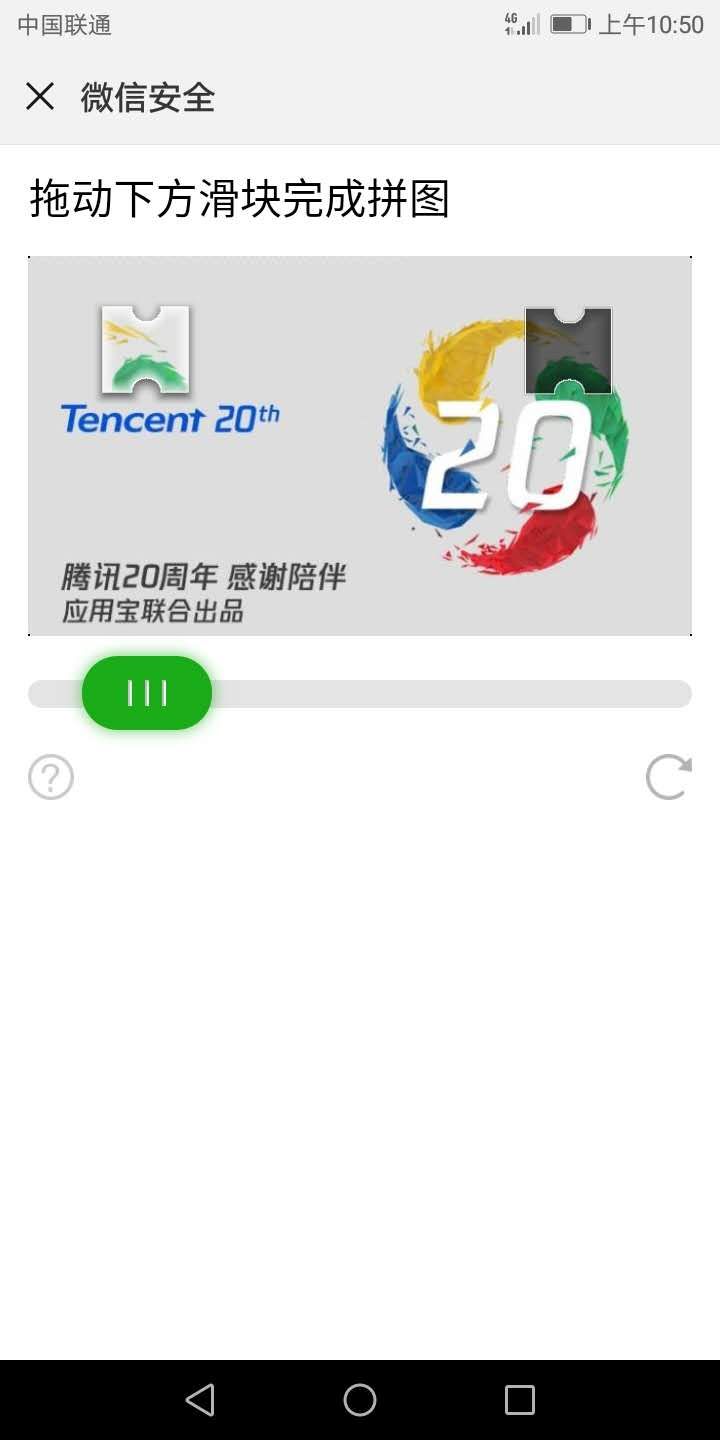 中国联通
4G 上午10:50
微信安全
拖动下方滑块完成拼图
Tencent 20th
20
腾讯20周年 感谢陪伴
应用宝联合出品
?